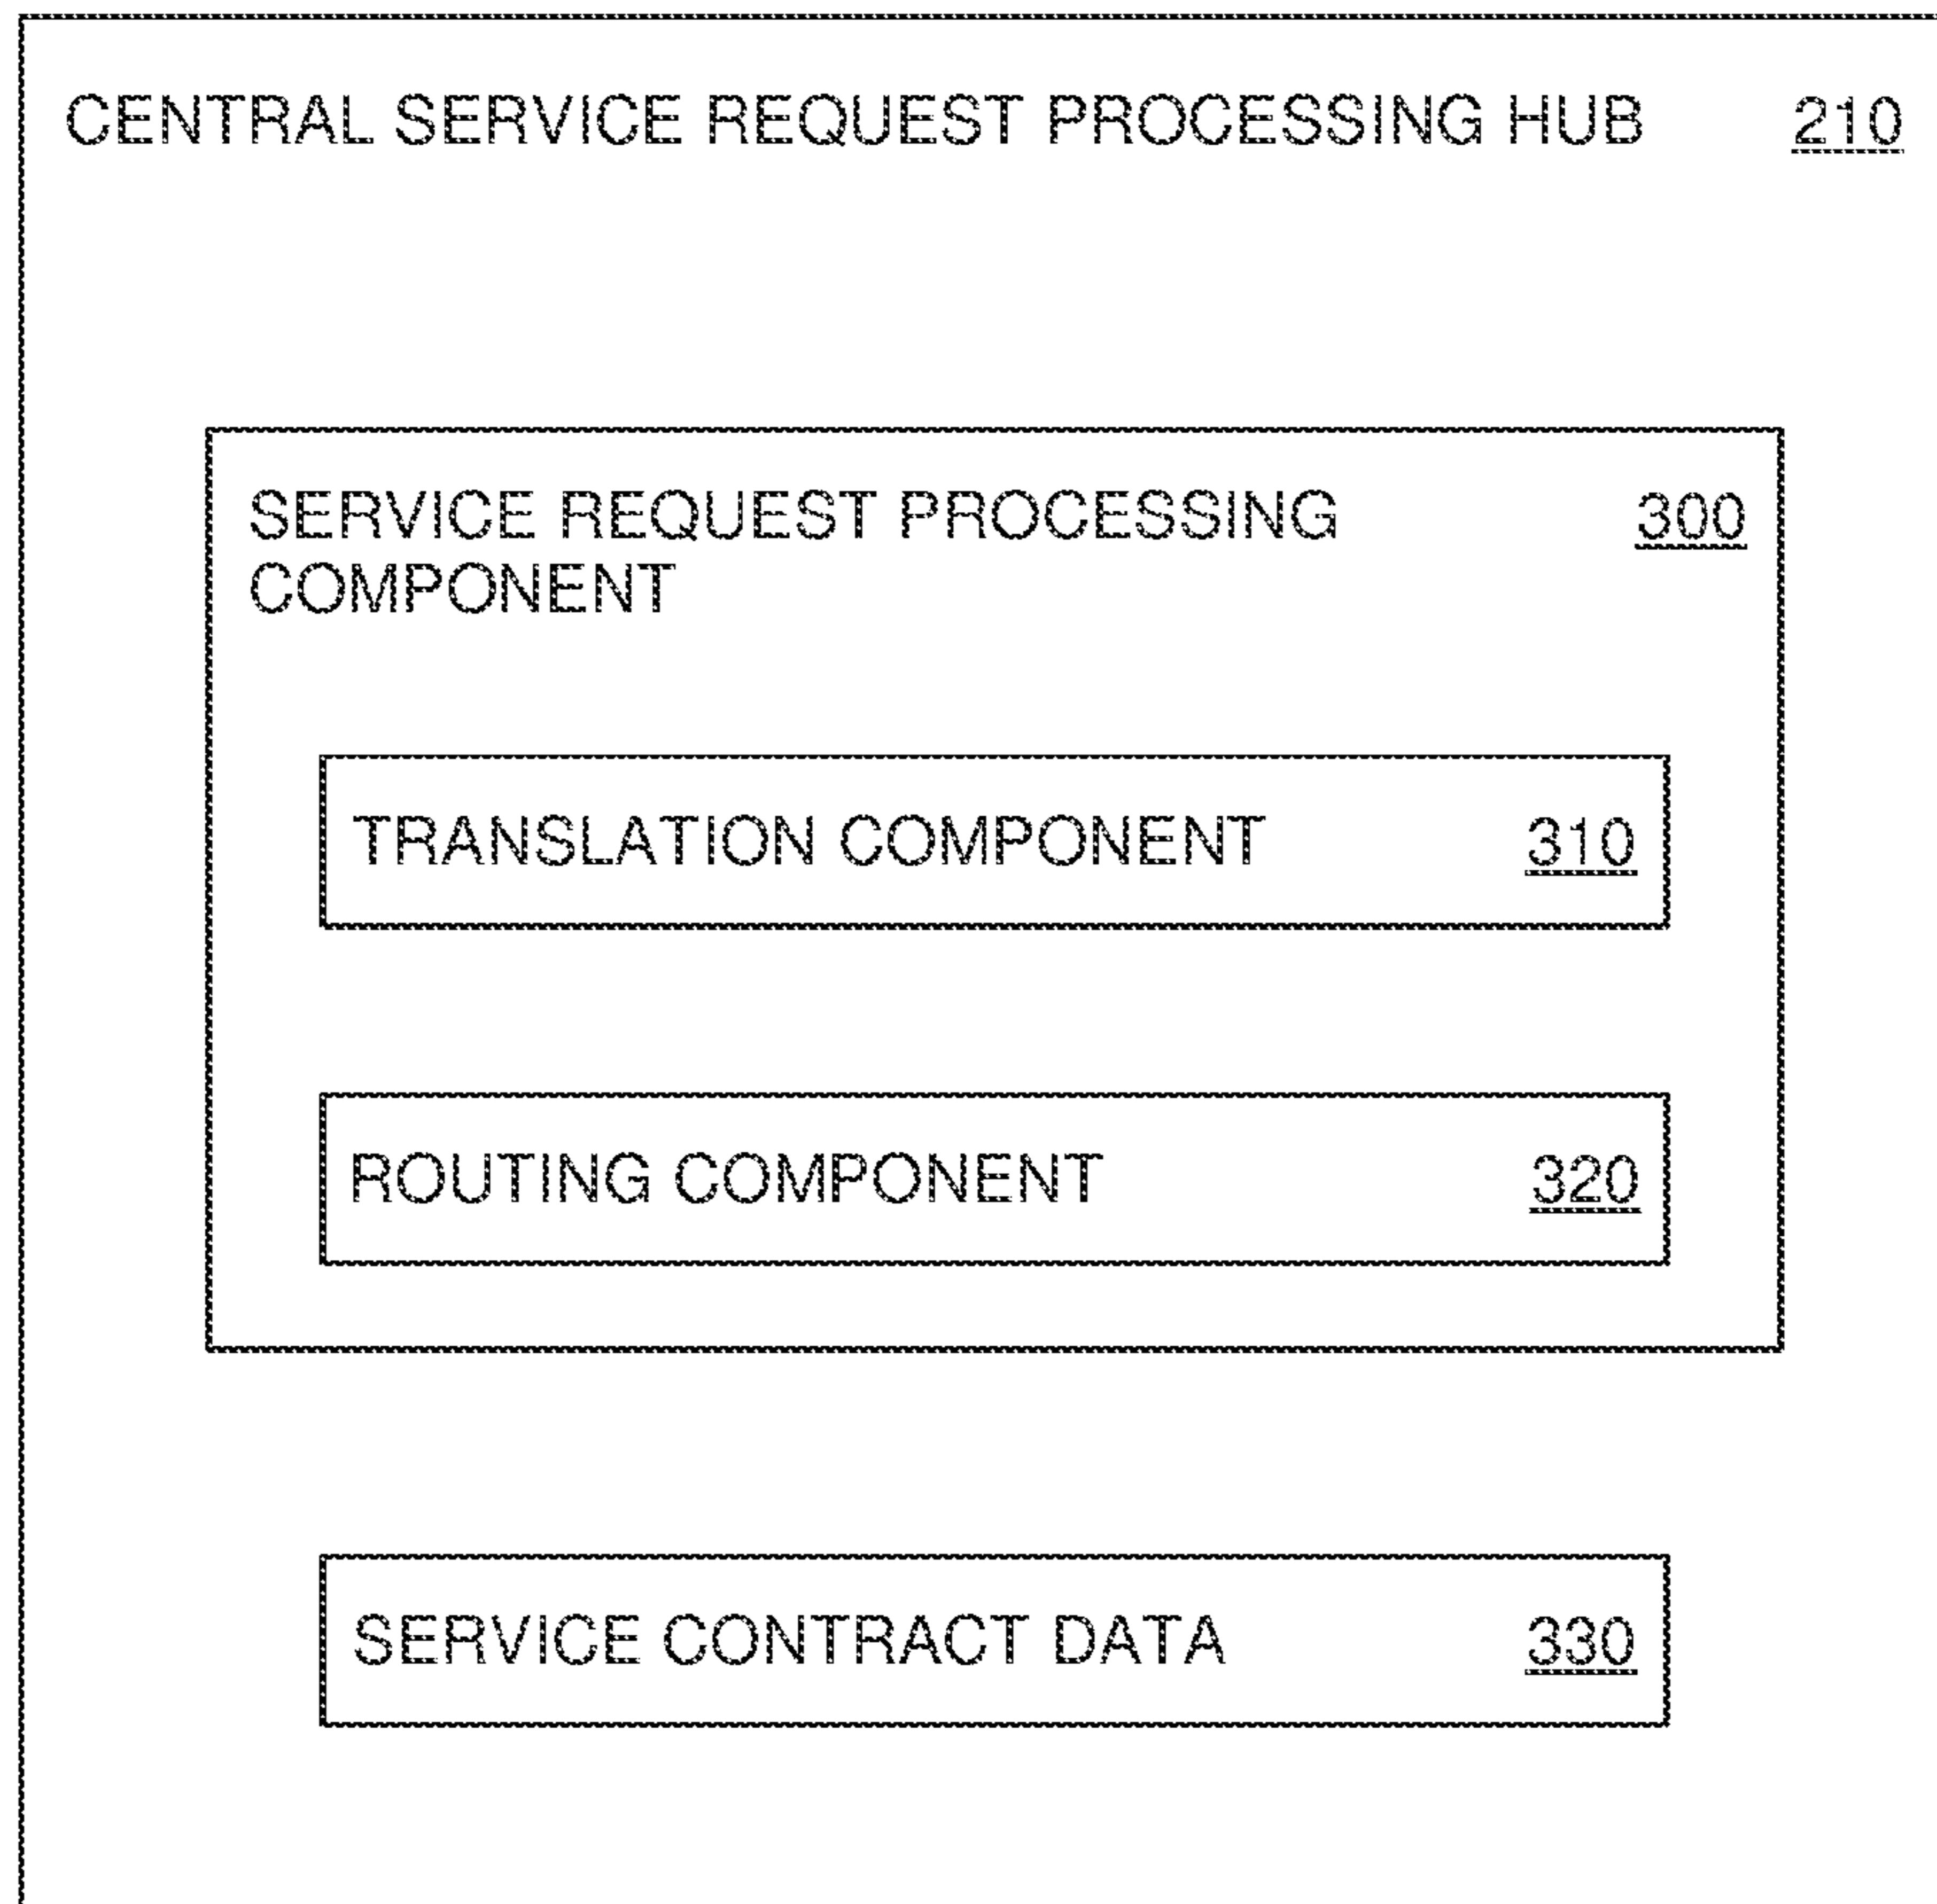 CENTRAL SERVICE REQUEST PROCESSING HUB 210
SERVICE REQUEST PROCESSING 300
COMPONENT
TRANSLATION COMPONENT 310
ROUTING COMPONENT 320
SERVICE CONTRACT DATA 330